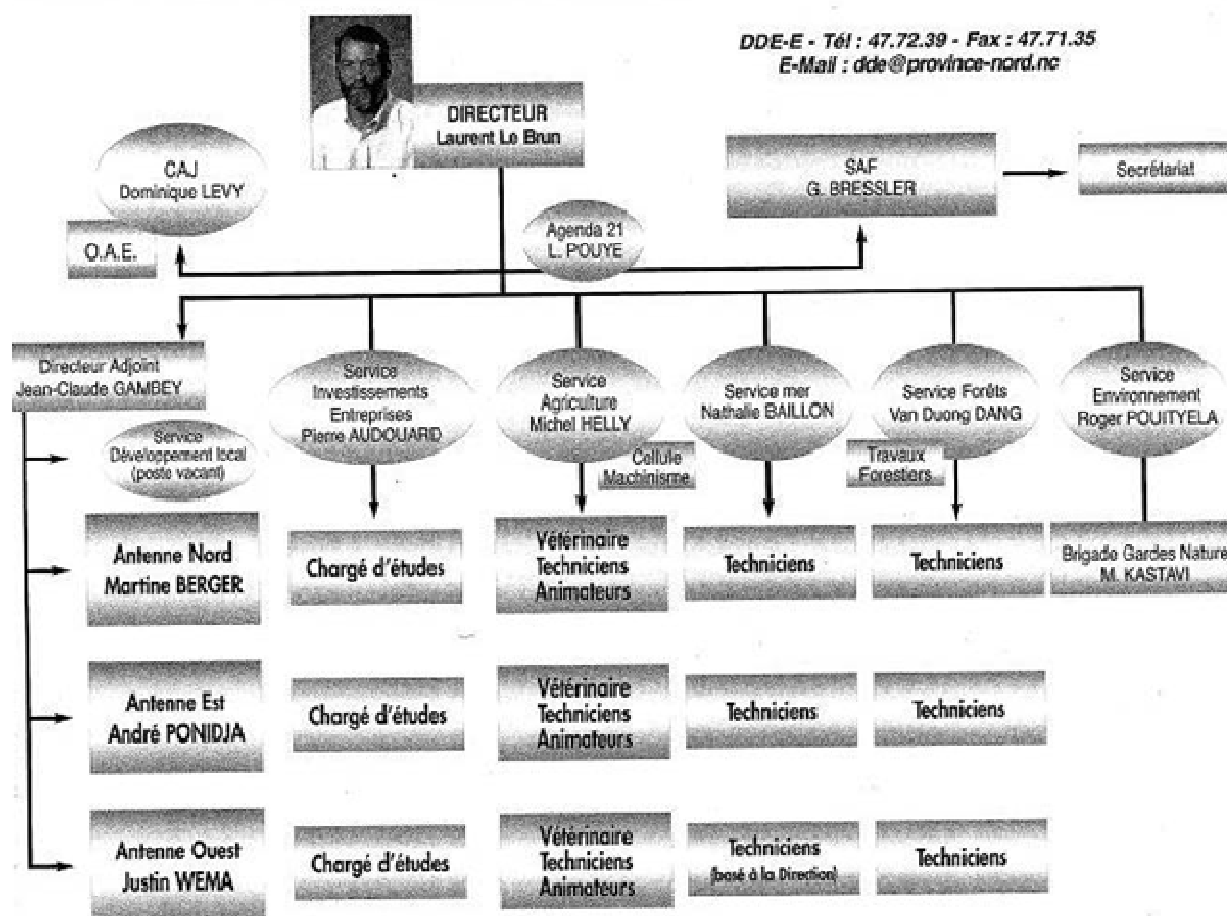 DDE-E - Tél : 47.72.39 - Fax : 47.71.35
E-Mail : dde@province-nord.nc
DIRECTEUR
Laurent Le Brun
CAJ
Dominique LEVY
O.A.E.
SAF
G. BRESSLER
Secrétariat
Agenda 21
L. POUYE
Directeur Adjoint
Jean-Claude GAMBEY
Service
Investissements
Entreprises
Pierre AUDOUARD
Service
Agriculture
Michel HELLY
Cellule
Machinisme
Service mer
Nathalie BAILLON
Service Forêts
Van Duong DANG
Travaux
Forestiers
Service
Environnement
Roger POUITYELA
Service
Développement local
(poste vacant)
Antenne Nord
Martine BERGER
Chargé d'études
Vétérinaire
Techniciens
Animateurs
Techniciens
Techniciens
Brigade Gardes Nature
M. KASTAVI
Antenne Est
André PONIDJA
Chargé d'études
Vétérinaire
Techniciens
Animateurs
Techniciens
Techniciens
Antenne Ouest
Justin WEMA
Chargé d'études
Vétérinaire
Techniciens
Animateurs
Techniciens
(basé à la Direction)
Techniciens